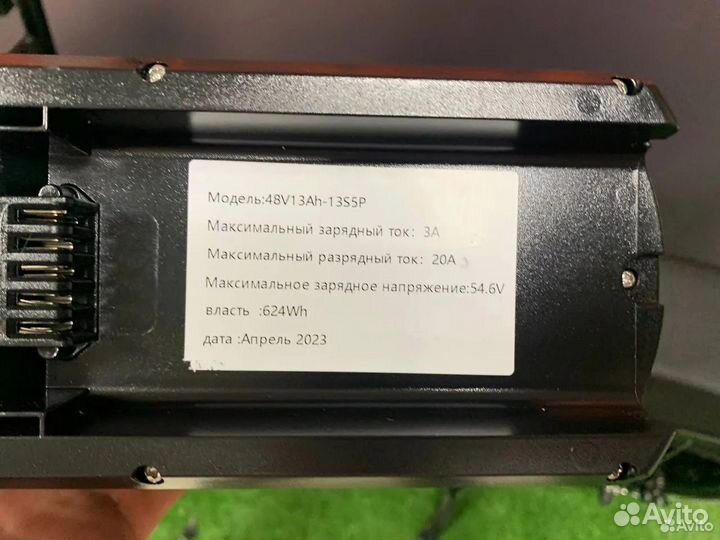 Модель:48V13Ah-13S5P
Максимальный зарядный ток: 3A
Максимальный разрядный ток: 20A
Максимальное зарядное напряжение:54.6V
власть :624Wh
дата :Апрель 2023
Avito
Avito